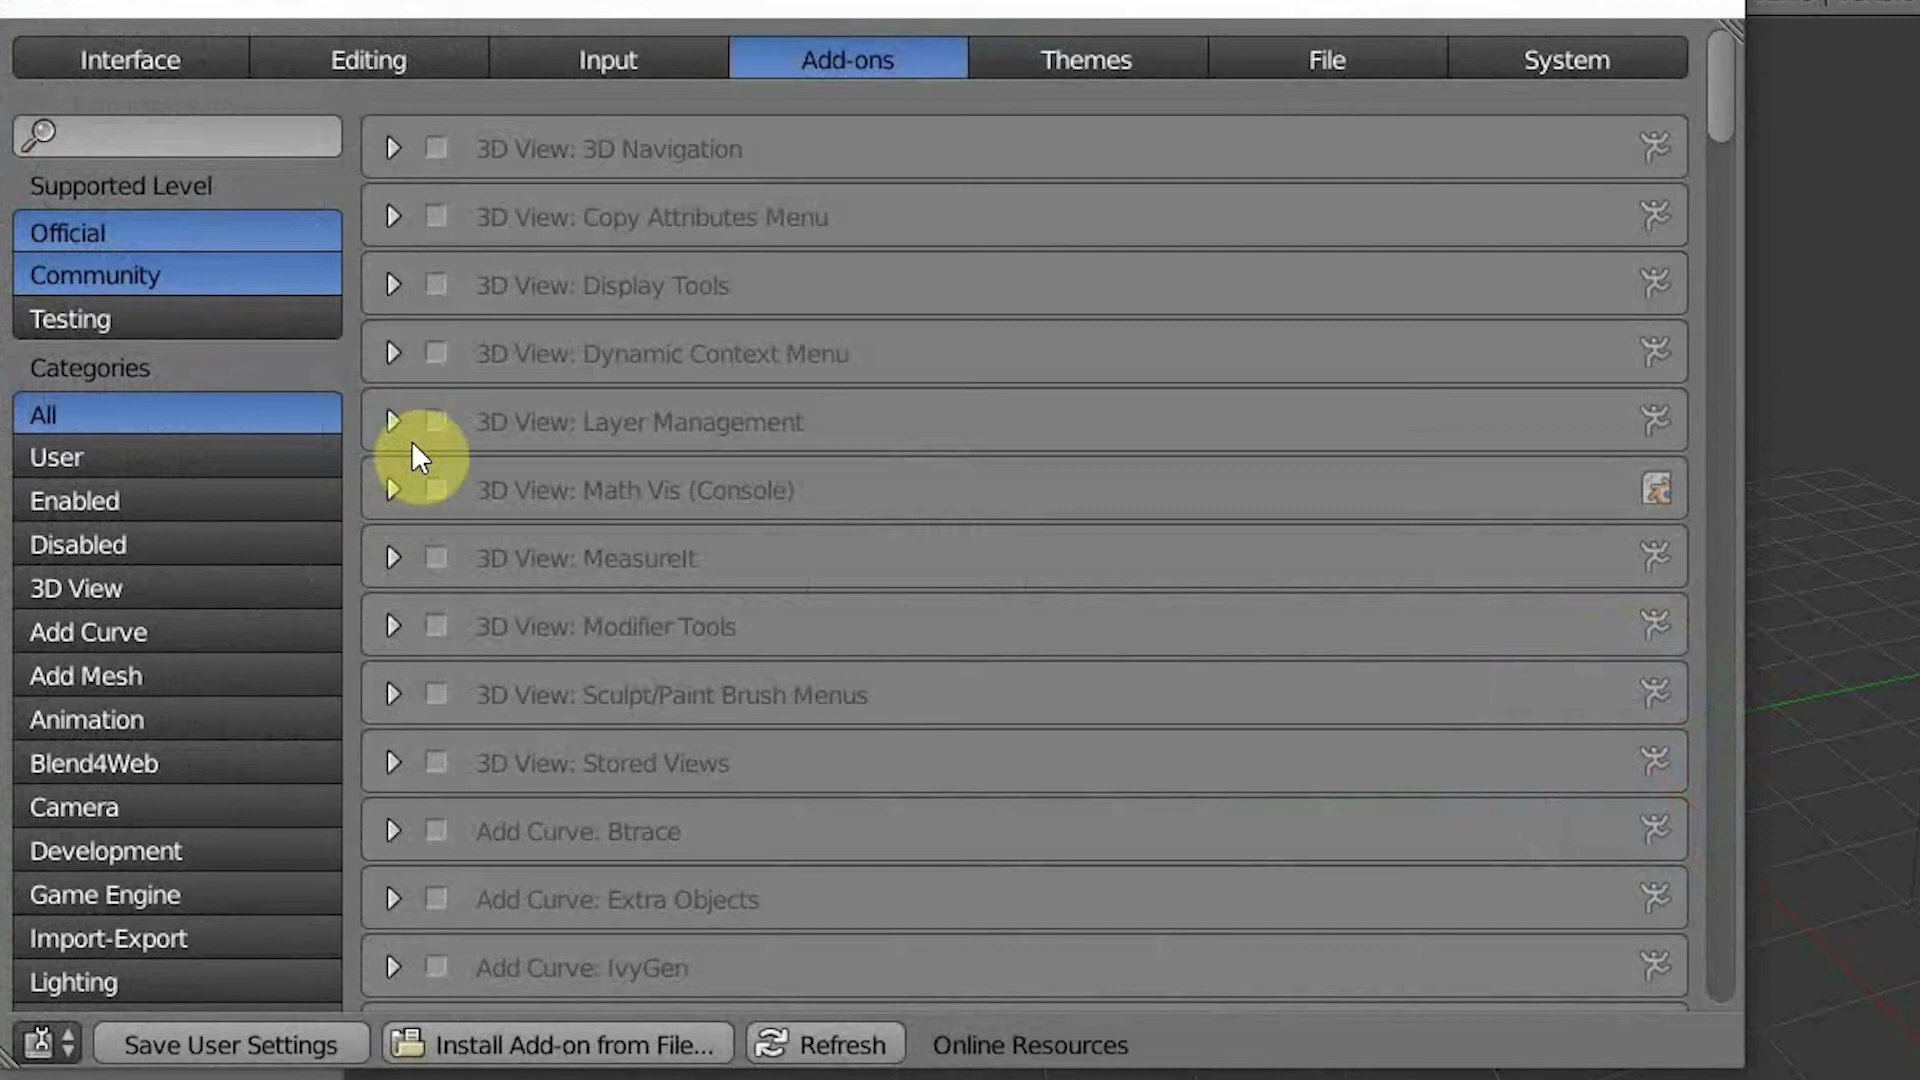 Interface Editing Input Add-ons Themes File System
Supported Level
Official
Community
Testing
Categories
All
User
Enabled
Disabled
3D View
Add Curve
Add Mesh
Animation
Blend4Web
Camera
Development
Game Engine
Import-Export
Lighting
3D View: 3D Navigation
3D View: Copy Attributes Menu
3D View: Display Tools
3D View: Dynamic Context Menu
3D View: Layer Management
3D View: Math Vis (Console)
3D View: MeasureIt
3D View: Modifier Tools
3D View: Sculpt/Paint Brush Menus
3D View: Stored Views
Add Curve: Btrace
Add Curve: Extra Objects
Add Curve: IvyGen
Save User Settings Install Add-on from File... Refresh Online Resources